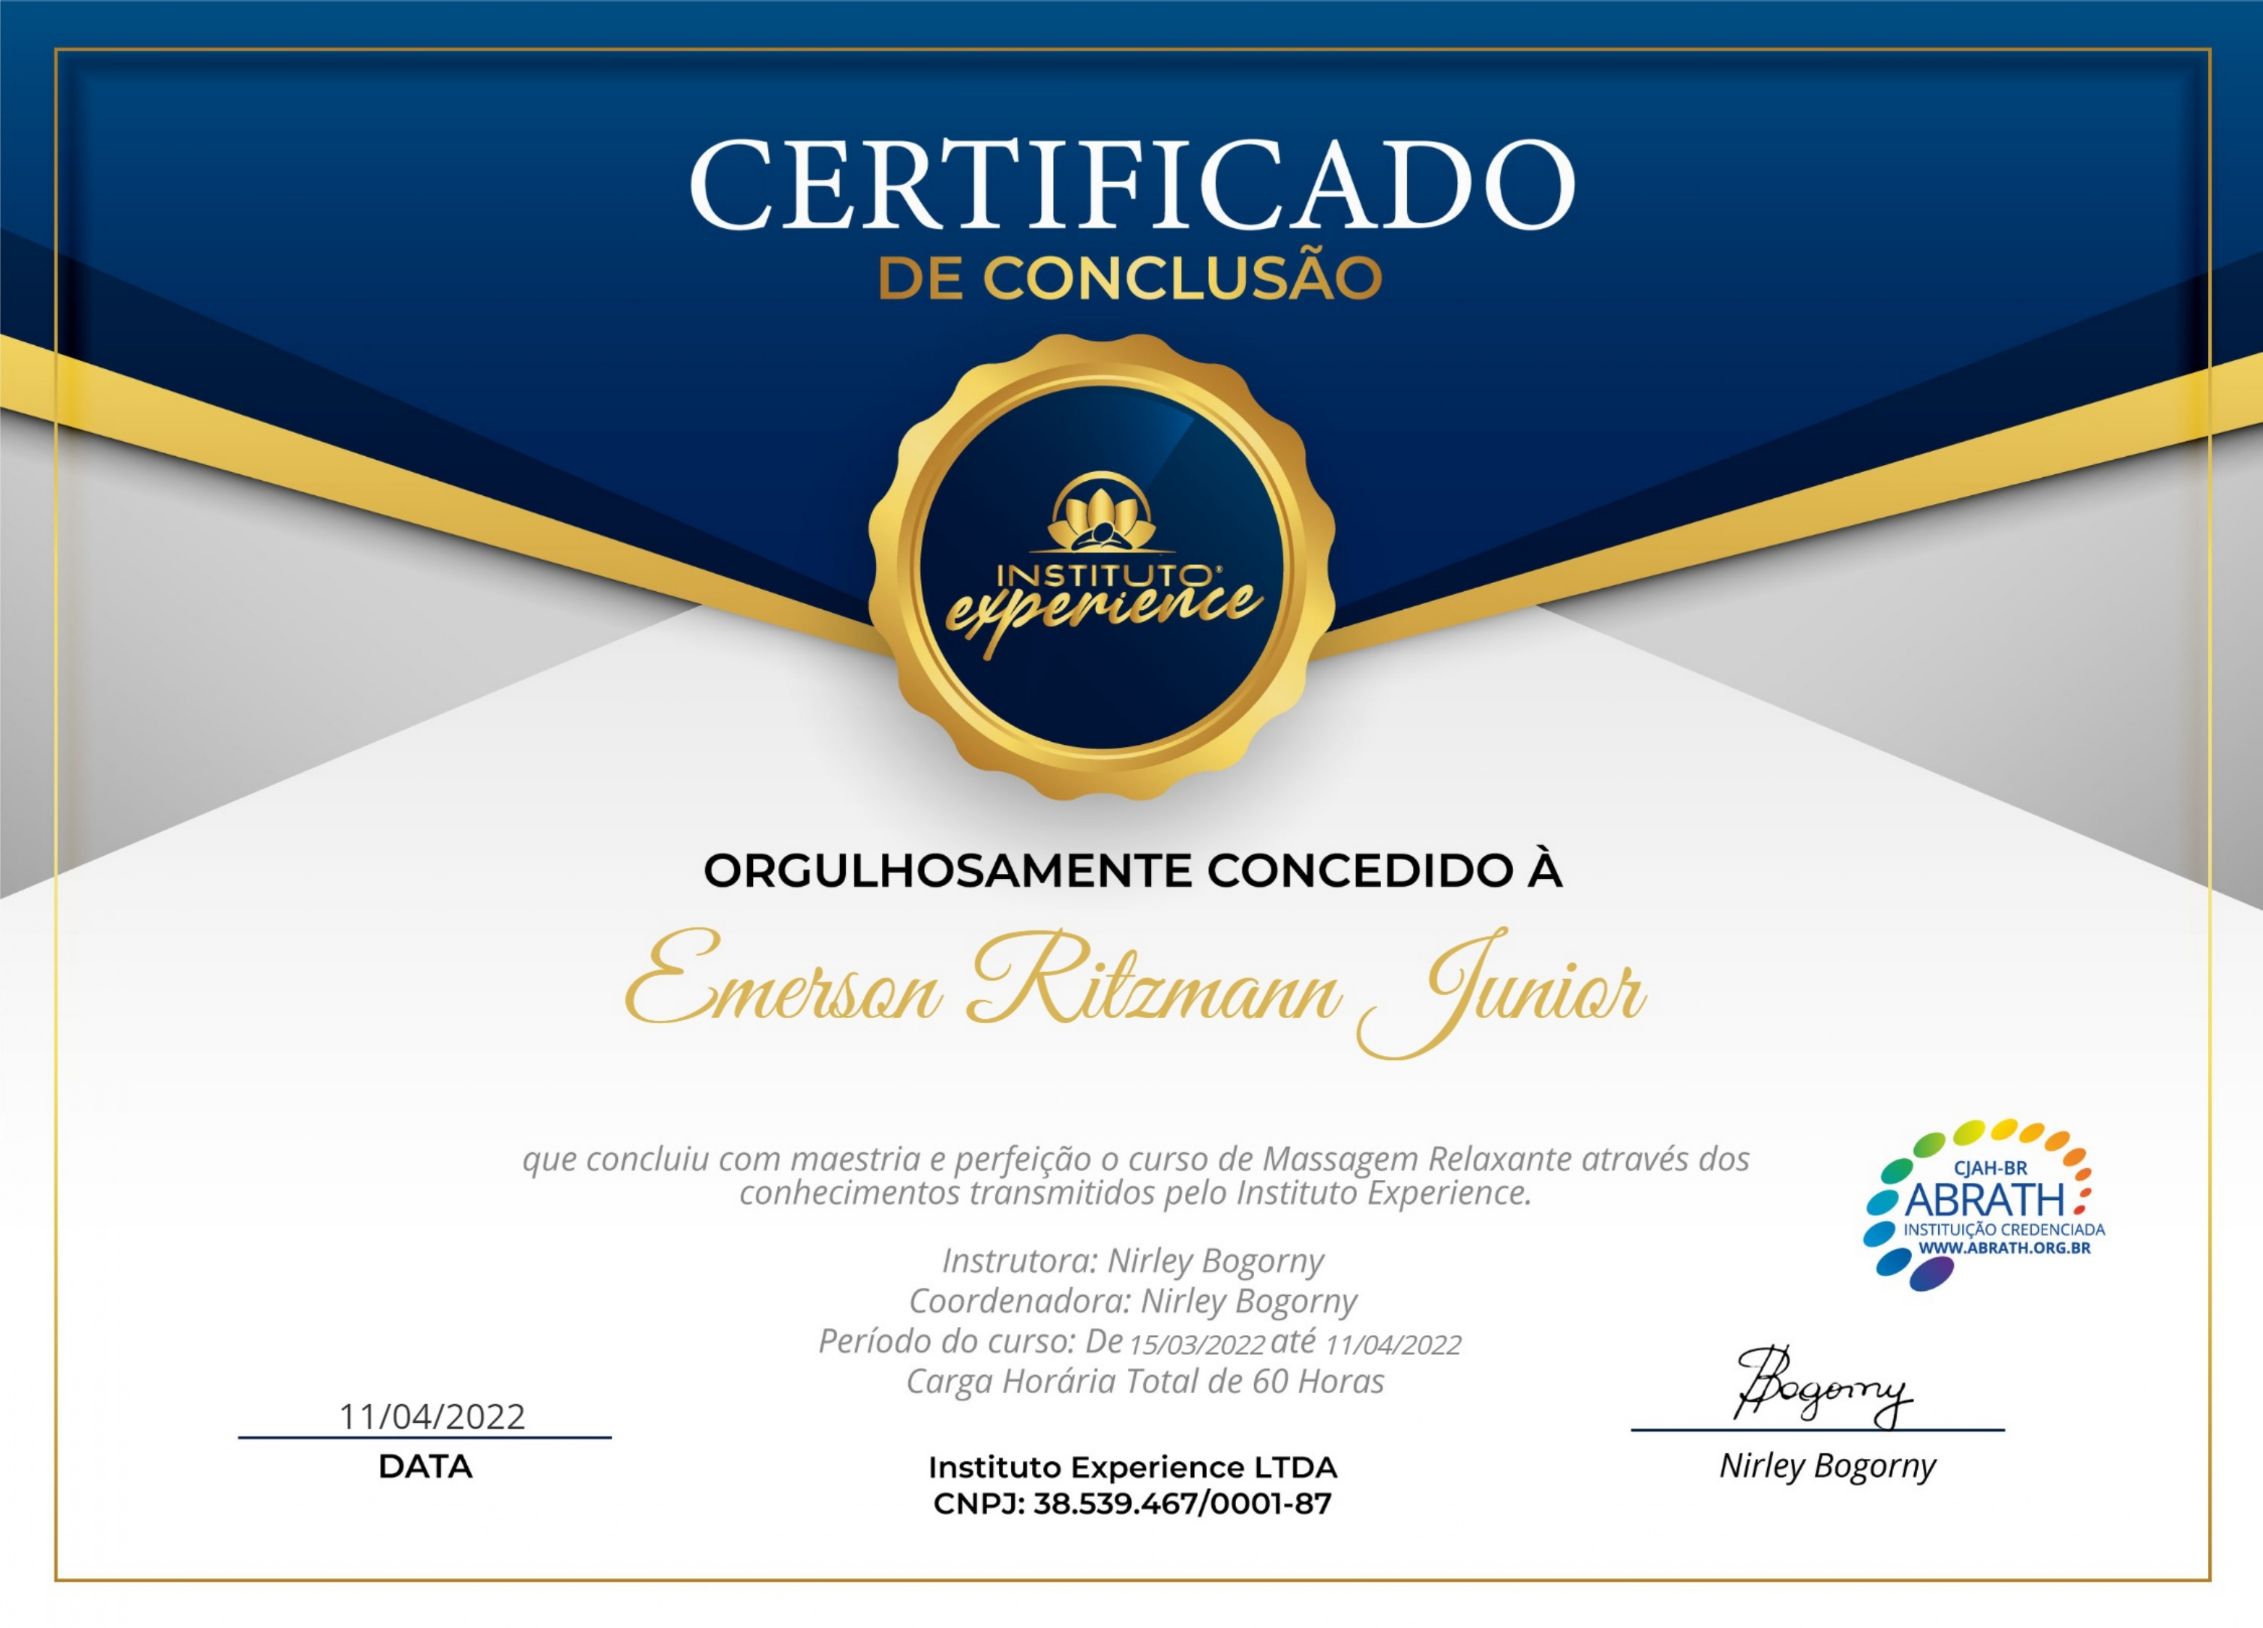 CERTIFICADO
DE CONCLUSÃO
INSTITUTO®
experience
ORGULHOSAMENTE CONCEDIDO À
Emerson Ritzmann Junior
que concluiu com maestria e perfeição o curso de Massagem Relaxante através dos
conhecimentos transmitidos pelo Instituto Experience.
CJAH-BR
ABRATH
INSTITUIÇÃO CREDENCIADA
WWW.ABRATH.ORG.BR
Instrutora: Nirley Bogorny
Coordenadora: Nirley Bogorny
Período do curso: De 15/03/2022 até 11/04/2022
Carga Horária Total de 60 Horas
11/04/2022
DATA
Instituto Experience LTDA
CNPJ: 38.539.467/0001-87
Bogorny
Nirley Bogorny